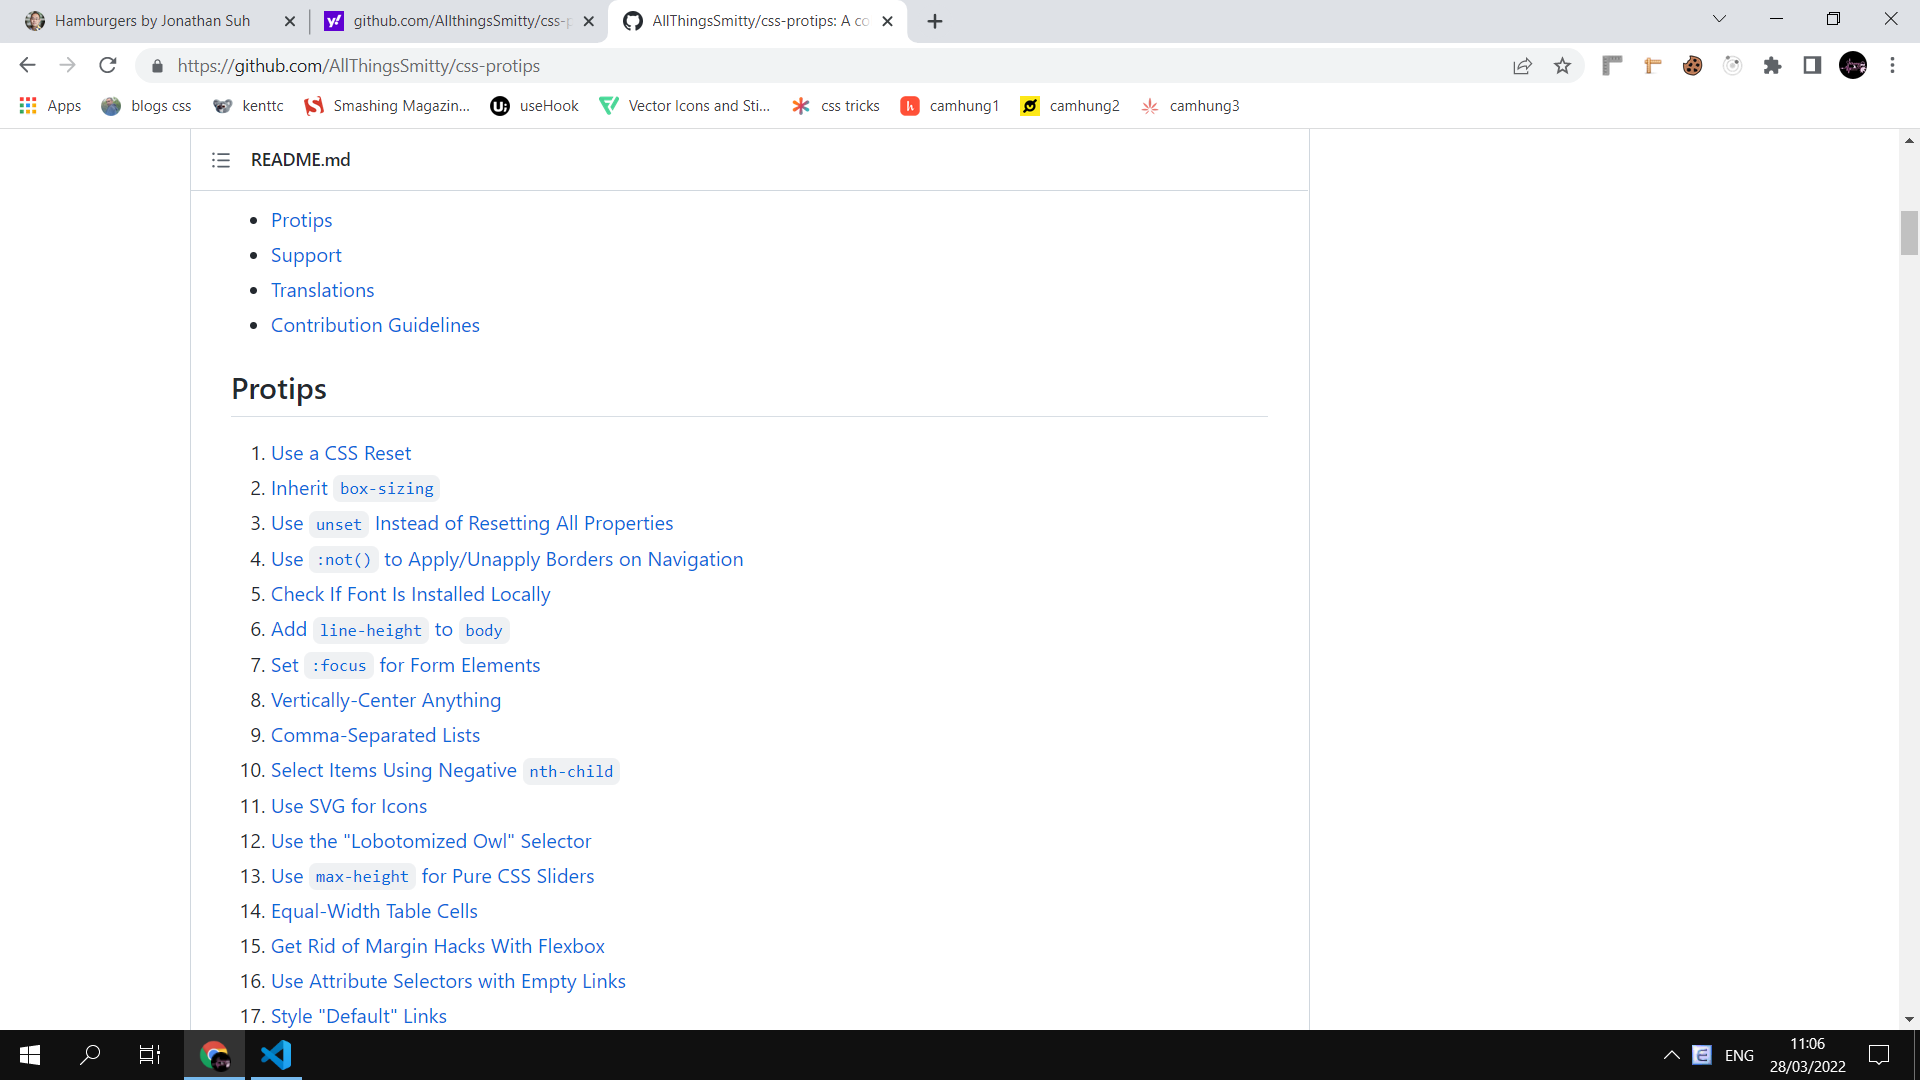 Hamburgers by Jonathan Suh
github.com/AllthingsSmitty/css-p
AllThingsSmitty/css-protips: A co
https://github.com/AllThingsSmitty/css-protips
Apps
blogs css
kenttc
Smashing Magazin...
useHook
Vector Icons and Sti...
css tricks
camhung1
camhung2
camhung3
README.md
Protips
Support
Translations
Contribution Guidelines
Protips
1. Use a CSS Reset
2. Inherit box-sizing
3. Use unset Instead of Resetting All Properties
4. Use :not() to Apply/Unapply Borders on Navigation
5. Check If Font Is Installed Locally
6. Add line-height to body
7. Set :focus for Form Elements
8. Vertically-Center Anything
9. Comma-Separated Lists
10. Select Items Using Negative nth-child
11. Use SVG for Icons
12. Use the "Lobotomized Owl" Selector
13. Use max-height for Pure CSS Sliders
14. Equal-Width Table Cells
15. Get Rid of Margin Hacks With Flexbox
16. Use Attribute Selectors with Empty Links
17. Style "Default" Links
ENG
11:06
28/03/2022